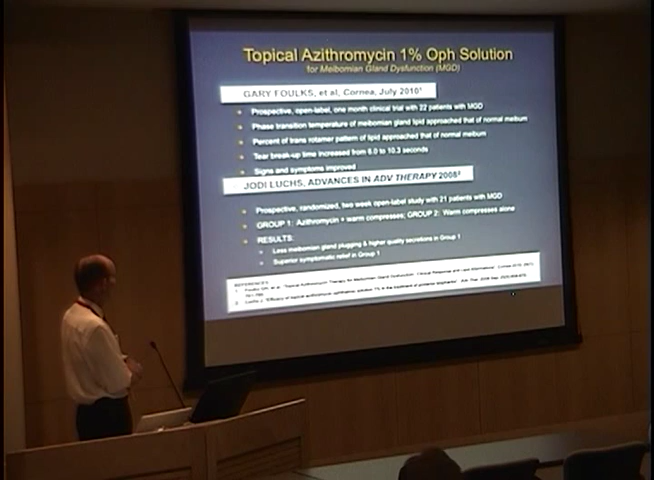 Topical Azithromycin 1% Oph Solution
for Meibomian Gland Dysfunction (MGD)
GARY FOULKS, et al, Cornea, July 2010¹
Prospective, open-label, one month clinical trial with 22 patients with MGD
Phase transition temperature of meibomian gland lipid approached that of normal meibum
Percent of trans rotamer pattern of lipid approached that of normal meibum
Tear break-up time increased from 6.0 to 10.3 seconds
Signs and symptoms improved
JODI LUCHS, ADVANCES IN ADV THERAPY 2008²
Prospective, randomized, two week open-label study with 21 patients with MGD
GROUP 1: Azithromycin + warm compresses; GROUP 2: Warm compresses alone
RESULTS:
Less meibomian gland plugging & higher quality secretions in Group 1
Superior symptomatic relief in Group 1
REFERENCES: